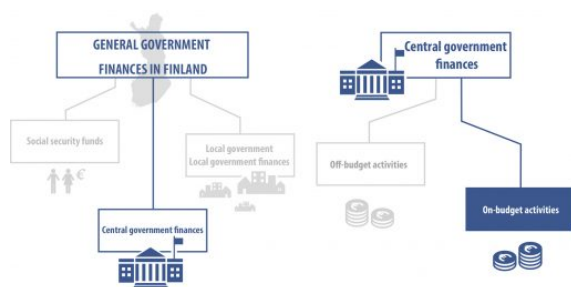 GENERAL GOVERNMENT
FINANCES IN FINLAND
Social security funds
€
Local government
Local government finances
Central government finances
Central government
finances
Off-budget activities
On-budget activities